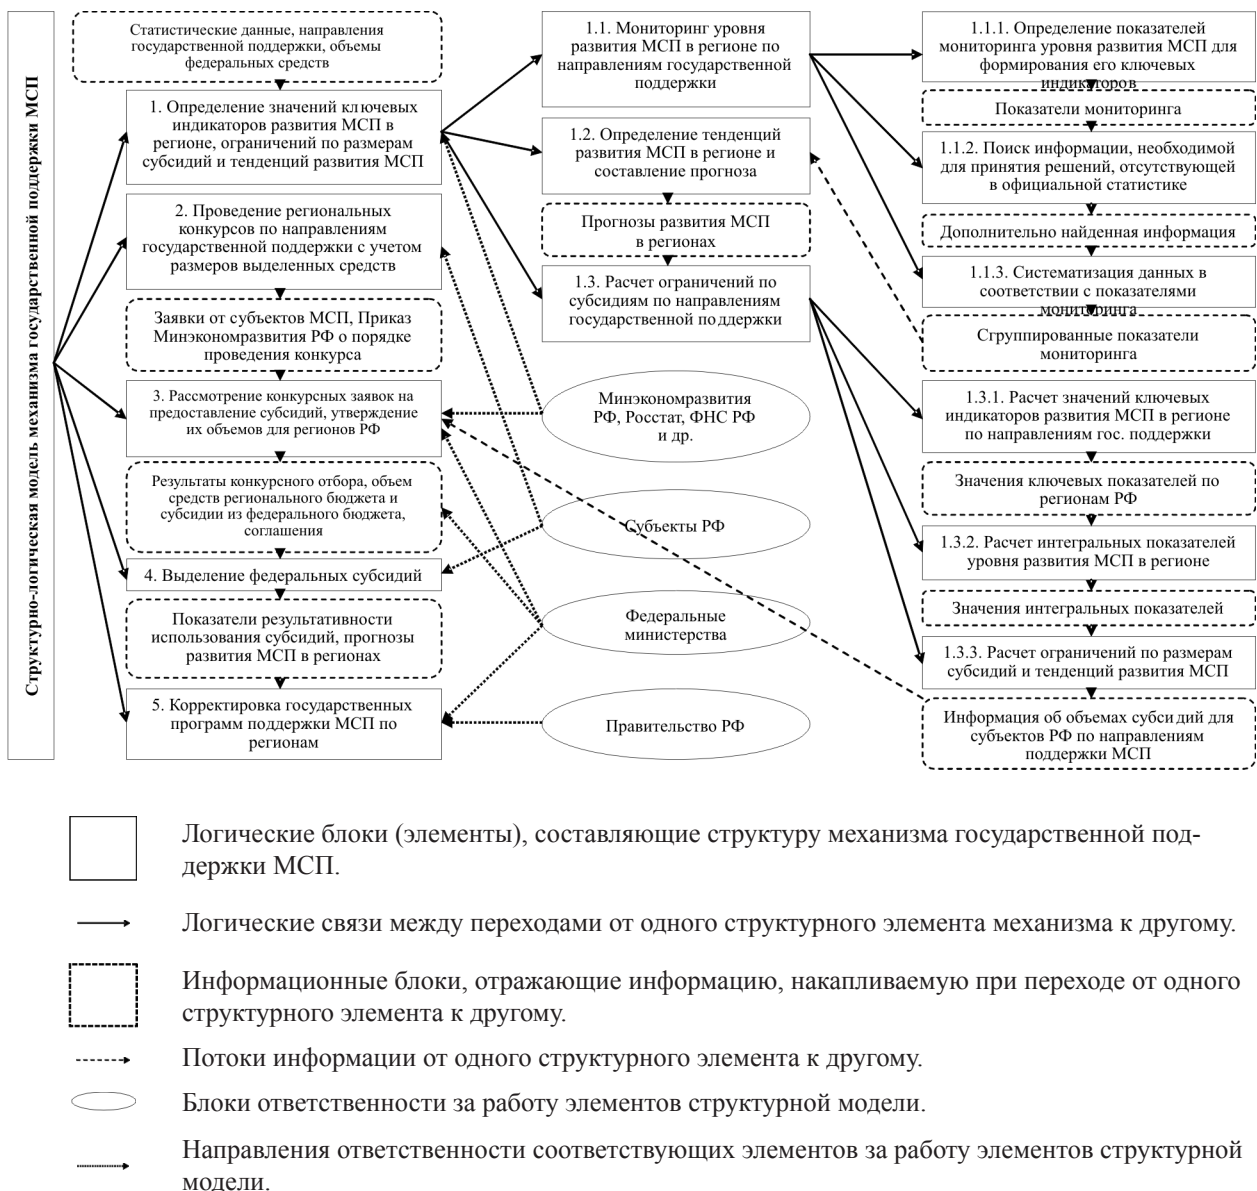 Структурно-логическая модель механизма государственной поддержки МСП
Статистические данные, направления
государственной поддержки, объемы
федеральных средств
1. Определение значений ключевых
индикаторов развития МСП в
регионе, ограничений по размерам
субсидий и тенденций развития МСП
2. Проведение региональных
конкурсов по направлениям
государственной поддержки с учетом
размеров выделенных средств
Заявки от субъектов МСП, Приказ
Минэкономразвития РФ о порядке
проведения конкурса
3. Рассмотрение конкурсных заявок на
предоставление субсидий, утверждение
их объемов для регионов РФ
Результаты конкурсного отбора, объем
средств регионального бюджета и
субсидии из федерального бюджета,
соглашения
4. Выделение федеральных субсидий
Показатели результативности
использования субсидий, прогнозы
развития МСП в регионах
5. Корректировка государственных
программ поддержки МСП по
регионам
1.1. Мониторинг уровня
развития МСП в регионе по
направлениям государственной
поддержки
1.2. Определение тенденций
развития МСП в регионе и
составление прогноза
Прогнозы развития МСП
в регионах
1.3. Расчет ограничений по
субсидиям по направлениям
государственной поддержки
Минэкономразвития
РФ, Росстат, ФНС РФ
и др.
Субъекты РФ
Федеральные
министерства
Правительство РФ
1.1.1. Определение показателей
мониторинга уровня развития МСП для
формирования его ключевых
индикаторов
Показатели мониторинга
1.1.2. Поиск информации, необходимой
для принятия решений, отсутствующей
в официальной статистике
Дополнительно найденная информация
1.1.3. Систематизация данных в
соответствии с показателями
мониторинга
Сгруппированные показатели
мониторинга
1.3.1. Расчет значений ключевых
индикаторов развития МСП в регионе
по направлениям гос. поддержки
Значения ключевых показателей по
регионам РФ
1.3.2. Расчет интегральных показателей
уровня развития МСП в регионе
Значения интегральных показателей
1.3.3. Расчет ограничений по размерам
субсидий и тенденций развития МСП
Информация об объемах субсидий для
субъектов РФ по направлениям
поддержки МСП
Логические блоки (элементы), составляющие структуру механизма государственной под-
держки МСП.
Логические связи между переходами от одного структурного элемента механизма к другому.
Информационные блоки, отражающие информацию, накапливаемую при переходе от одного
структурного элемента к другому.
Потоки информации от одного структурного элемента к другому.
Блоки ответственности за работу элементов структурной модели.
Направления ответственности соответствующих элементов за работу элементов структурной
модели.